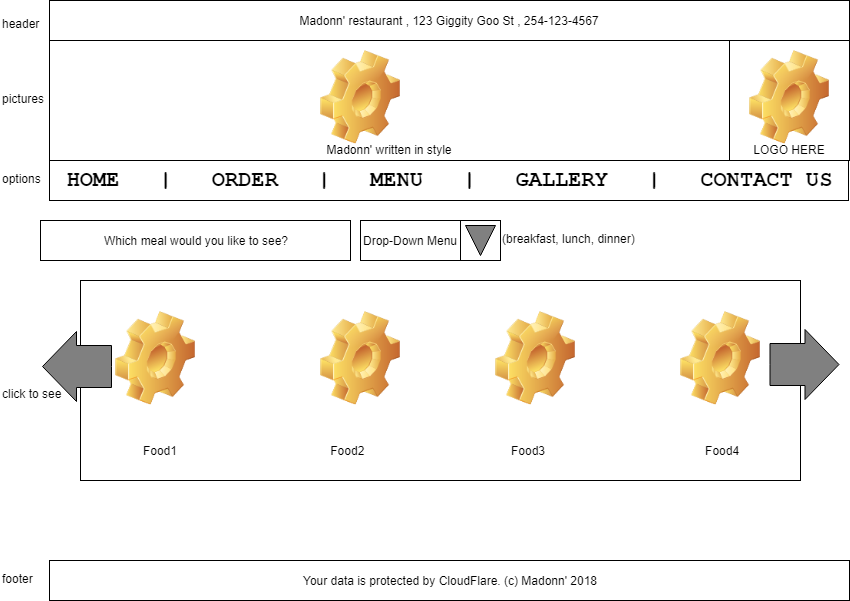 header
Madonn' restaurant , 123 Giggity Goo St , 254-123-4567
pictures
Madonn' written in style
LOGO HERE
options
HOME | ORDER | MENU | GALLERY | CONTACT US
Which meal would you like to see?
Drop-Down Menu
(breakfast, lunch, dinner)
click to see
Food1
Food2
Food3
Food4
footer
Your data is protected by CloudFlare. (c) Madonn' 2018